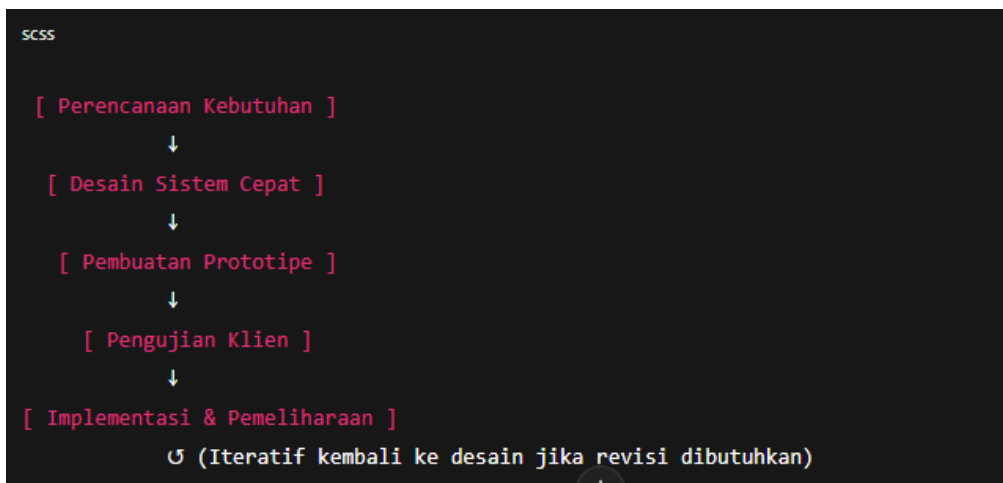 scss
[ Perencanaan Kebutuhan ]
↓
[ Desain Sistem Cepat ]
↓
[ Pembuatan Prototipe ]
↓
[ Pengujian Klien ]
↓
[ Implementasi & Pemeliharaan ]
↺ (Iteratif kembali ke desain jika revisi dibutuhkan)